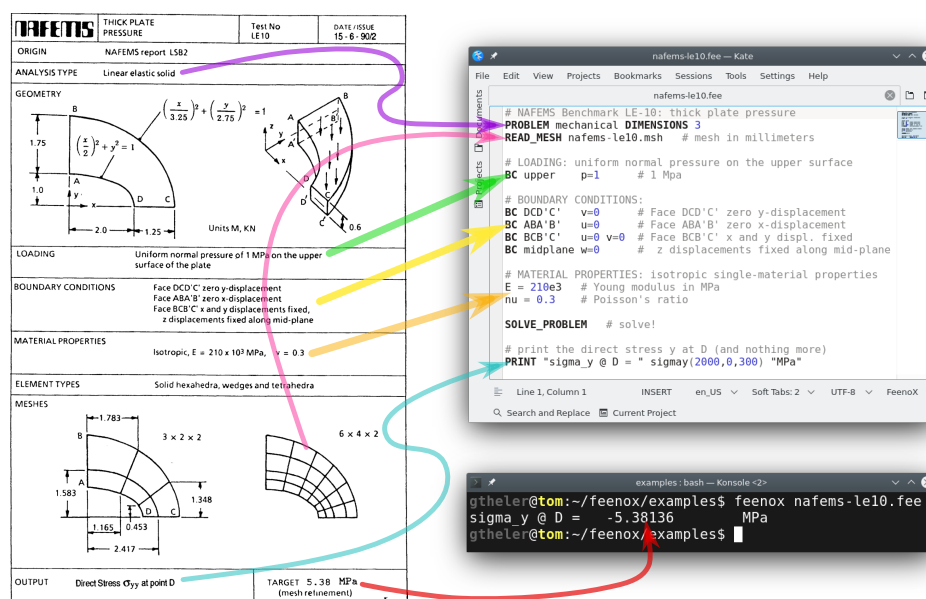 NAFEMS
THICK PLATE
PRESSURE
Test No
LE10
DATE/ISSUE
15-6-90/2
ORIGIN NAFEMS report LSB2
ANALYSIS TYPE Linear elastic solid
GEOMETRY
(x/3.25)² + (y/2.75)² = 1
B
(x/2)² + y² = 1
1.75
A
1.0
y
x
D C
2.0
1.25
B
A
B'
z
y
x
D
C
D'
C'
0.6
Units M, KN
LOADING Uniform normal pressure of 1 MPa on the upper
surface of the plate
BOUNDARY CONDITIONS Face DCD'C' zero y-displacement
Face ABA'B' zero x-displacement
Face BCB'C' x and y displacements fixed,
z displacements fixed along mid-plane
MATERIAL PROPERTIES
Isotropic, E = 210 x 10³ MPa, ν = 0.3
ELEMENT TYPES Solid hexahedra, wedges and tetrahedra
MESHES
1.783
B
3 x 2 x 2
6 x 4 x 2
A
1.583
1.348
D C
1.165
0.453
2.417
OUTPUT Direct Stress σyy at point D
TARGET 5.38 MPa
(mesh refinement)
nafems-le10.fee — Kate
File Edit View Projects Bookmarks Sessions Tools Settings Help
nafems-le10.fee
Documents
Projects
# NAFEMS Benchmark LE-10: thick plate pressure
PROBLEM mechanical DIMENSIONS 3
READ_MESH nafems-le10.msh # mesh in millimeters
# LOADING: uniform normal pressure on the upper surface
BC upper p=1 # 1 Mpa
# BOUNDARY CONDITIONS:
BC DCD'C' v=0 # Face DCD'C' zero y-displacement
BC ABA'B' u=0 # Face ABA'B' zero x-displacement
BC BCB'C' u=0 v=0 # Face BCB'C' x and y displ. fixed
BC midplane w=0 # z displacements fixed along mid-plane
# MATERIAL PROPERTIES: isotropic single-material properties
E = 210e3 # Young modulus in MPa
nu = 0.3 # Poisson's ratio
SOLVE_PROBLEM # solve!
# print the direct stress y at D (and nothing more)
PRINT "sigma_y @ D = " sigmay(2000,0,300) "MPa"
Line 1, Column 1 INSERT en_US Soft Tabs: 2 UTF-8 FeenoX
Search and Replace Current Project
examples : bash — Konsole <2>
gtheler@tom:~/feenox/examples$ feenox nafems-le10.fee
sigma_y @ D = -5.38136 MPa
gtheler@tom:~/feenox/examples$